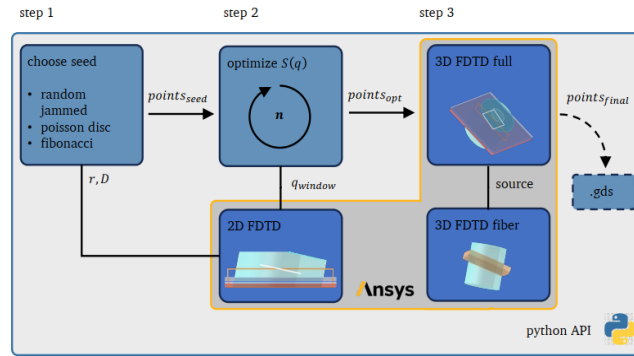 step 1
step 2
step 3
choose seed
• random
jammed
• poisson disc
• fibonacci
points_seed
optimize S(q)
n
points_opt
3D FDTD full
points_final
.gds
r, D
q_window
source
2D FDTD
3D FDTD fiber
Ansys
python API